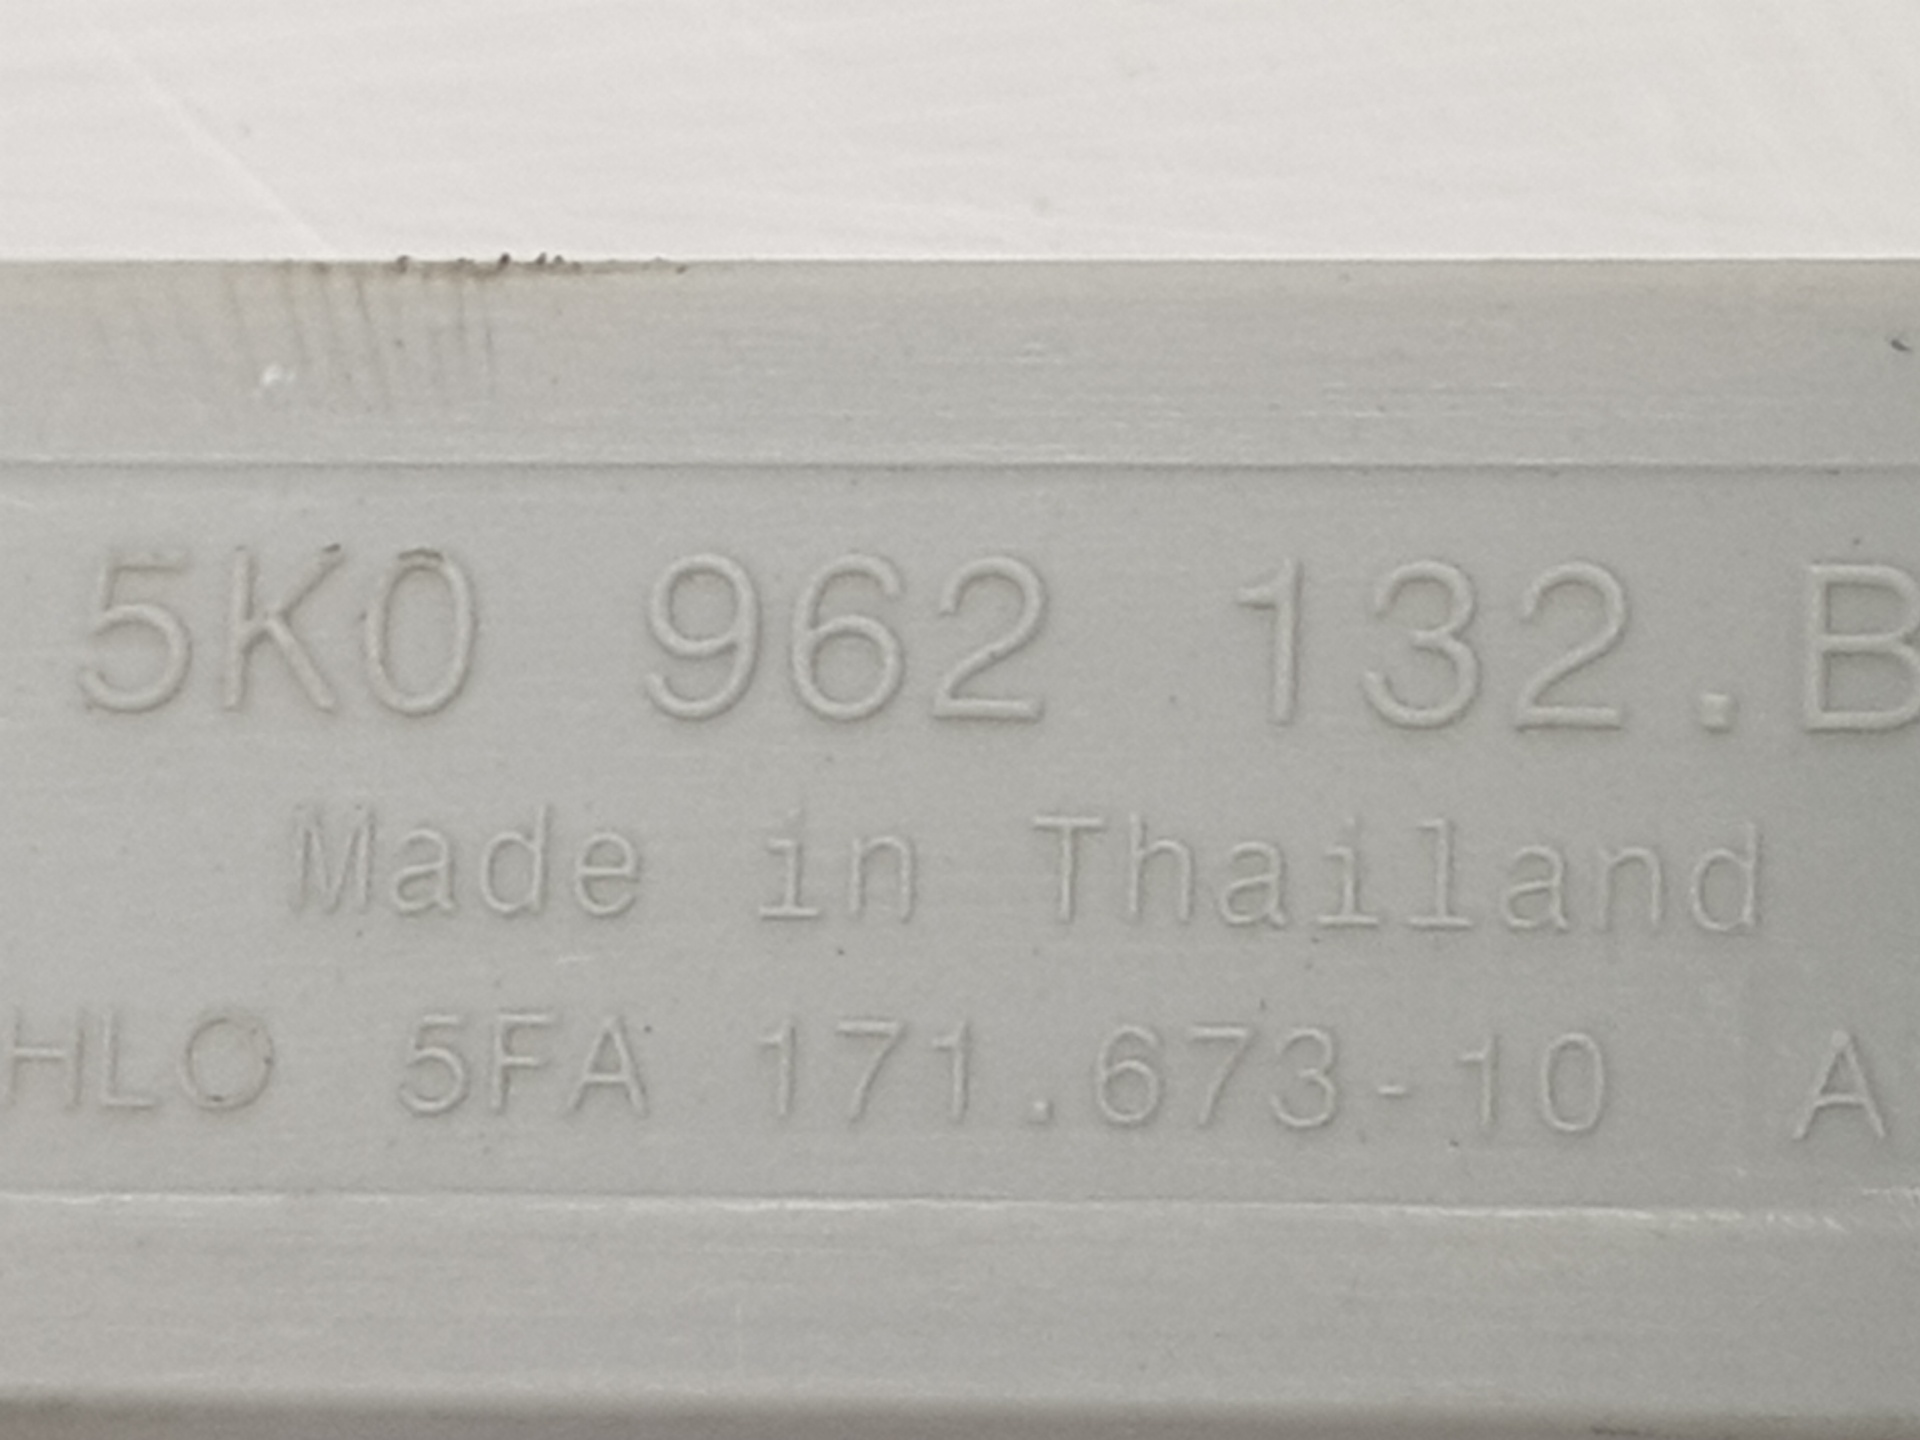 5K0 962 132.B
Made in Thailand
HLO 5FA 171.673-10 A